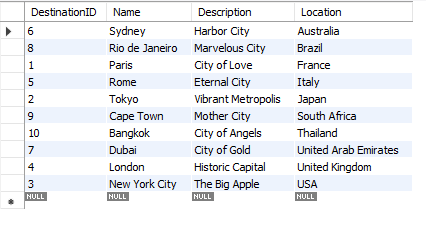 DestinationID Name Description Location
6 Sydney Harbor City Australia
8 Rio de Janeiro Marvelous City Brazil
1 Paris City of Love France
5 Rome Eternal City Italy
2 Tokyo Vibrant Metropolis Japan
9 Cape Town Mother City South Africa
10 Bangkok City of Angels Thailand
7 Dubai City of Gold United Arab Emirates
4 London Historic Capital United Kingdom
3 New York City The Big Apple USA
NULL NULL NULL NULL